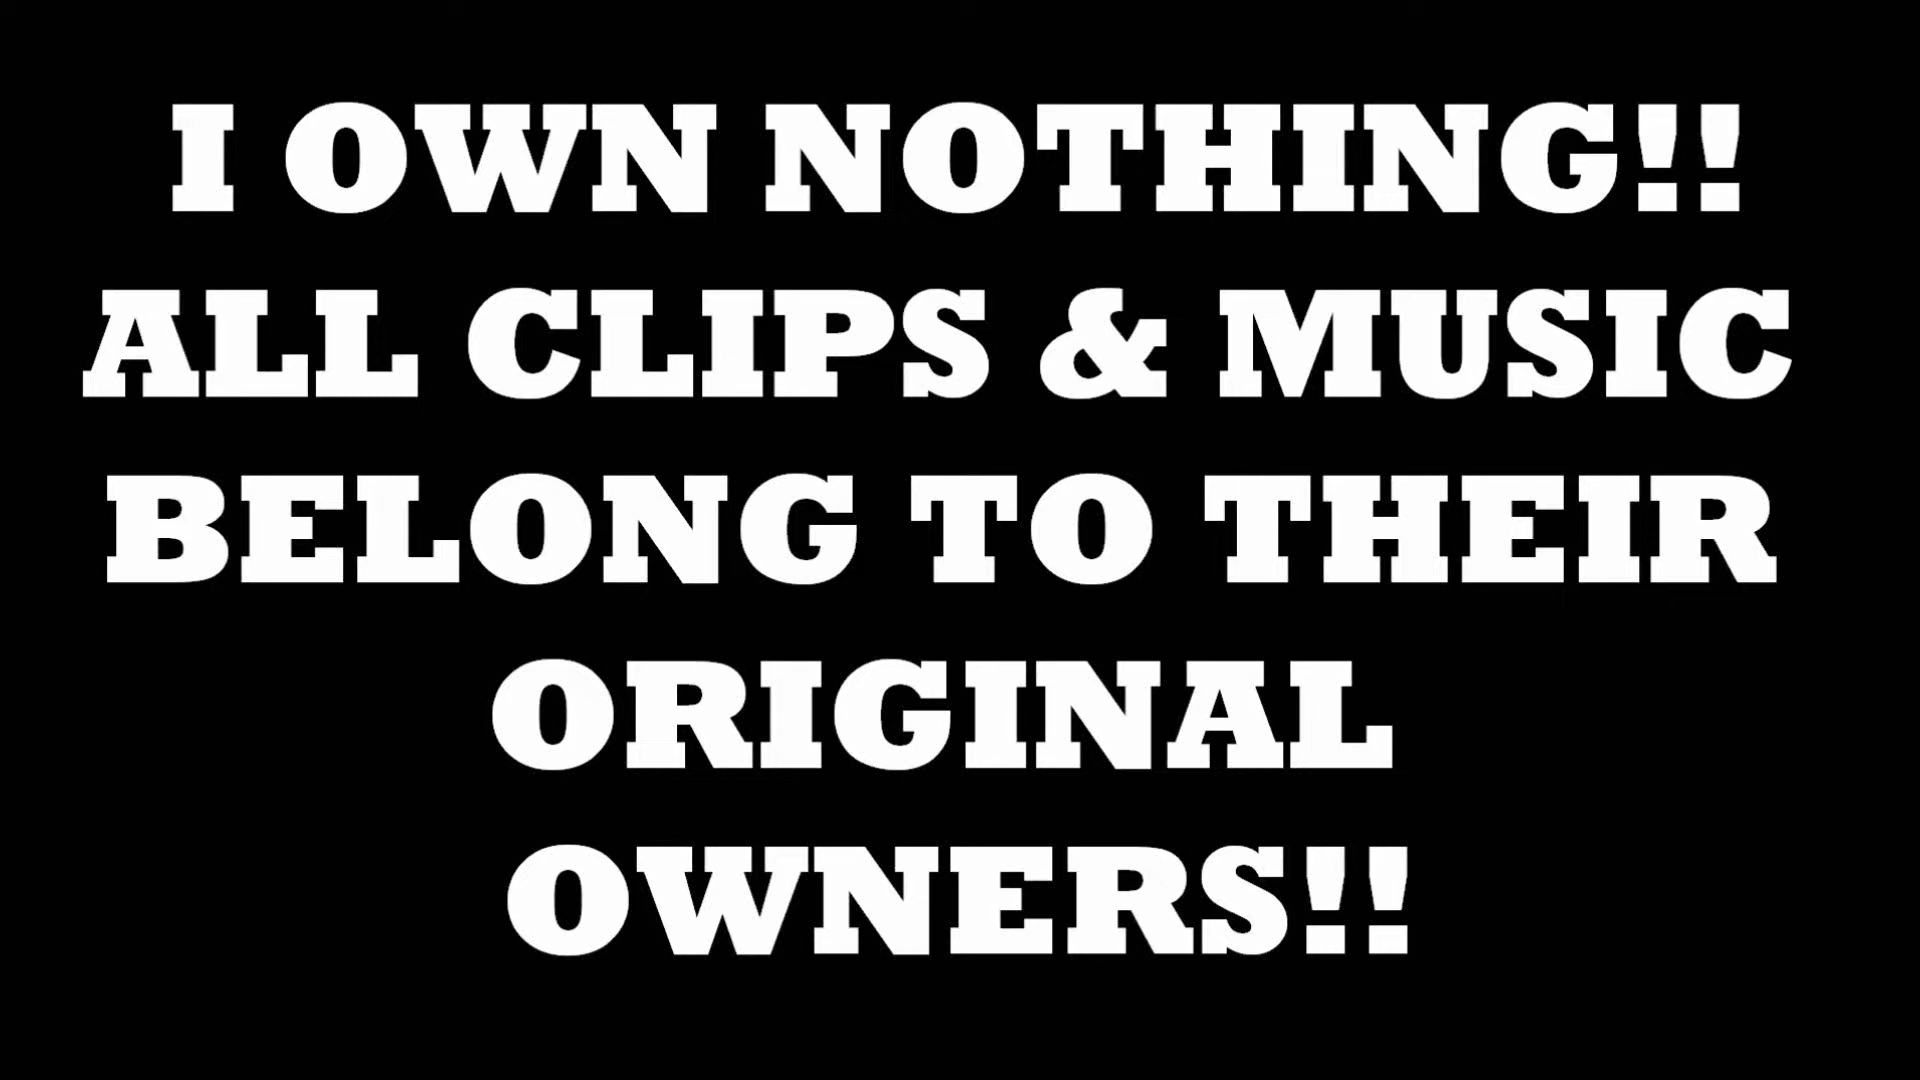 I OWN NOTHING!!
ALL CLIPS & MUSIC
BELONG TO THEIR
ORIGINAL
OWNERS!!